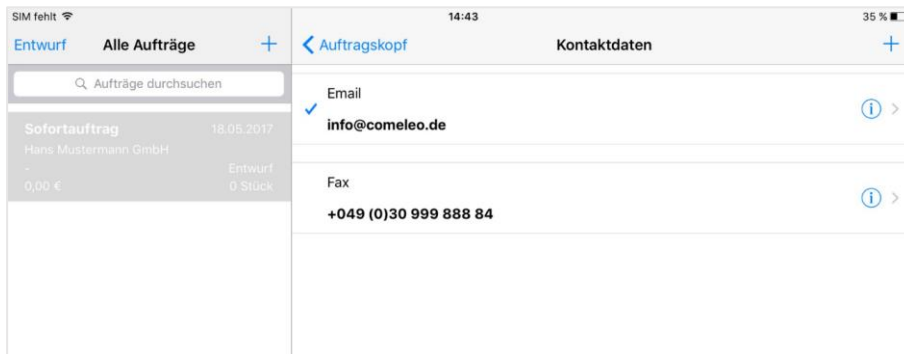 SIM fehlt 14:43 35 %
Entwurf Alle Aufträge +
Aufträge durchsuchen
Sofortauftrag 18.05.2017
Hans Mustermann GmbH
- Entwurf
0,00 € 0 Stück
Auftragskopf Kontaktdaten +
Email
info@comeleo.de
Fax
+049 (0)30 999 888 84